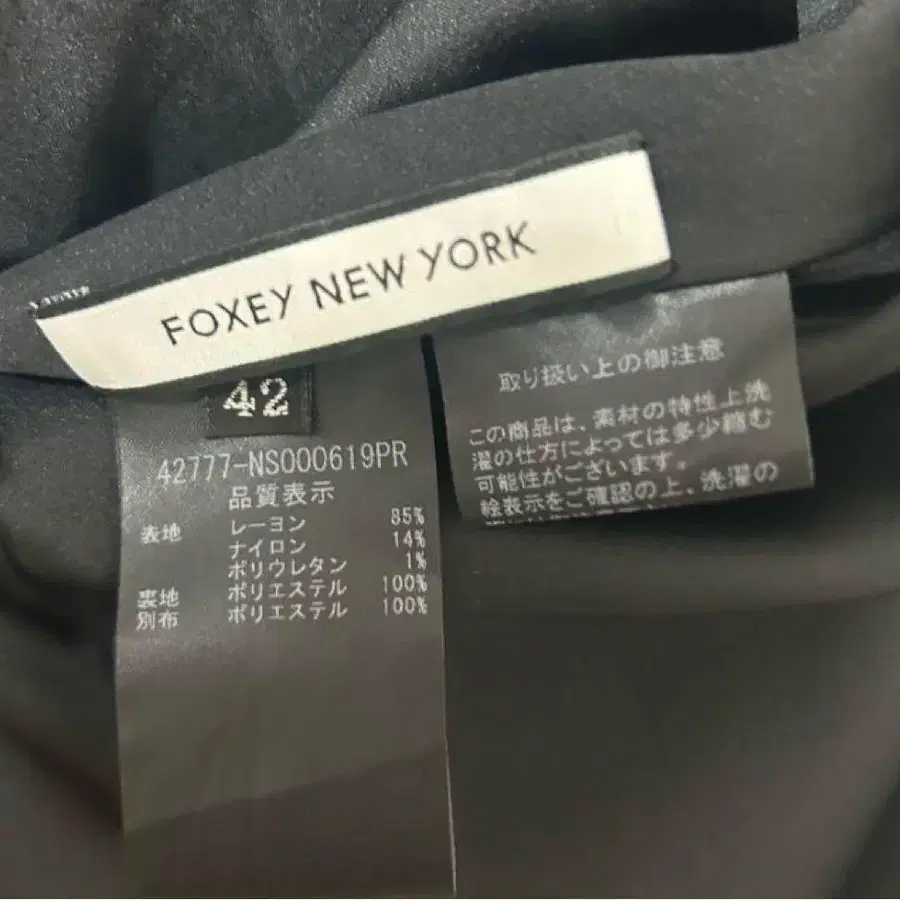 FOXEY NEW YORK
42
42777-NS000619PR
品質表示
表地 レーヨン 85%
ナイロン 14%
ポリウレタン 1%
裏地 ポリエステル 100%
別布 ポリエステル 100%
取り扱い上の御注意
この商品は、素材の特性上洗
濯の仕方によっては多少縮む
可能性がございます。
絵表示をご確認の上、洗濯の